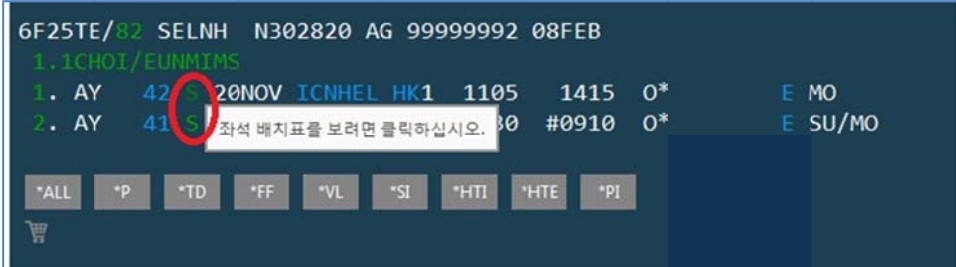 6F25TE/82 SELNH N302820 AG 99999992 08FEB
1.1CHOI/EUNMIMS
1. AY 42 S 20NOV ICNHEL HK1 1105 1415 O* E MO
2. AY 41 S 30 #0910 O* E SU/MO
좌석 배치표를 보려면 클릭하십시오.
*ALL *P *TD *FF *VL *SI *HTI *HTE *PI